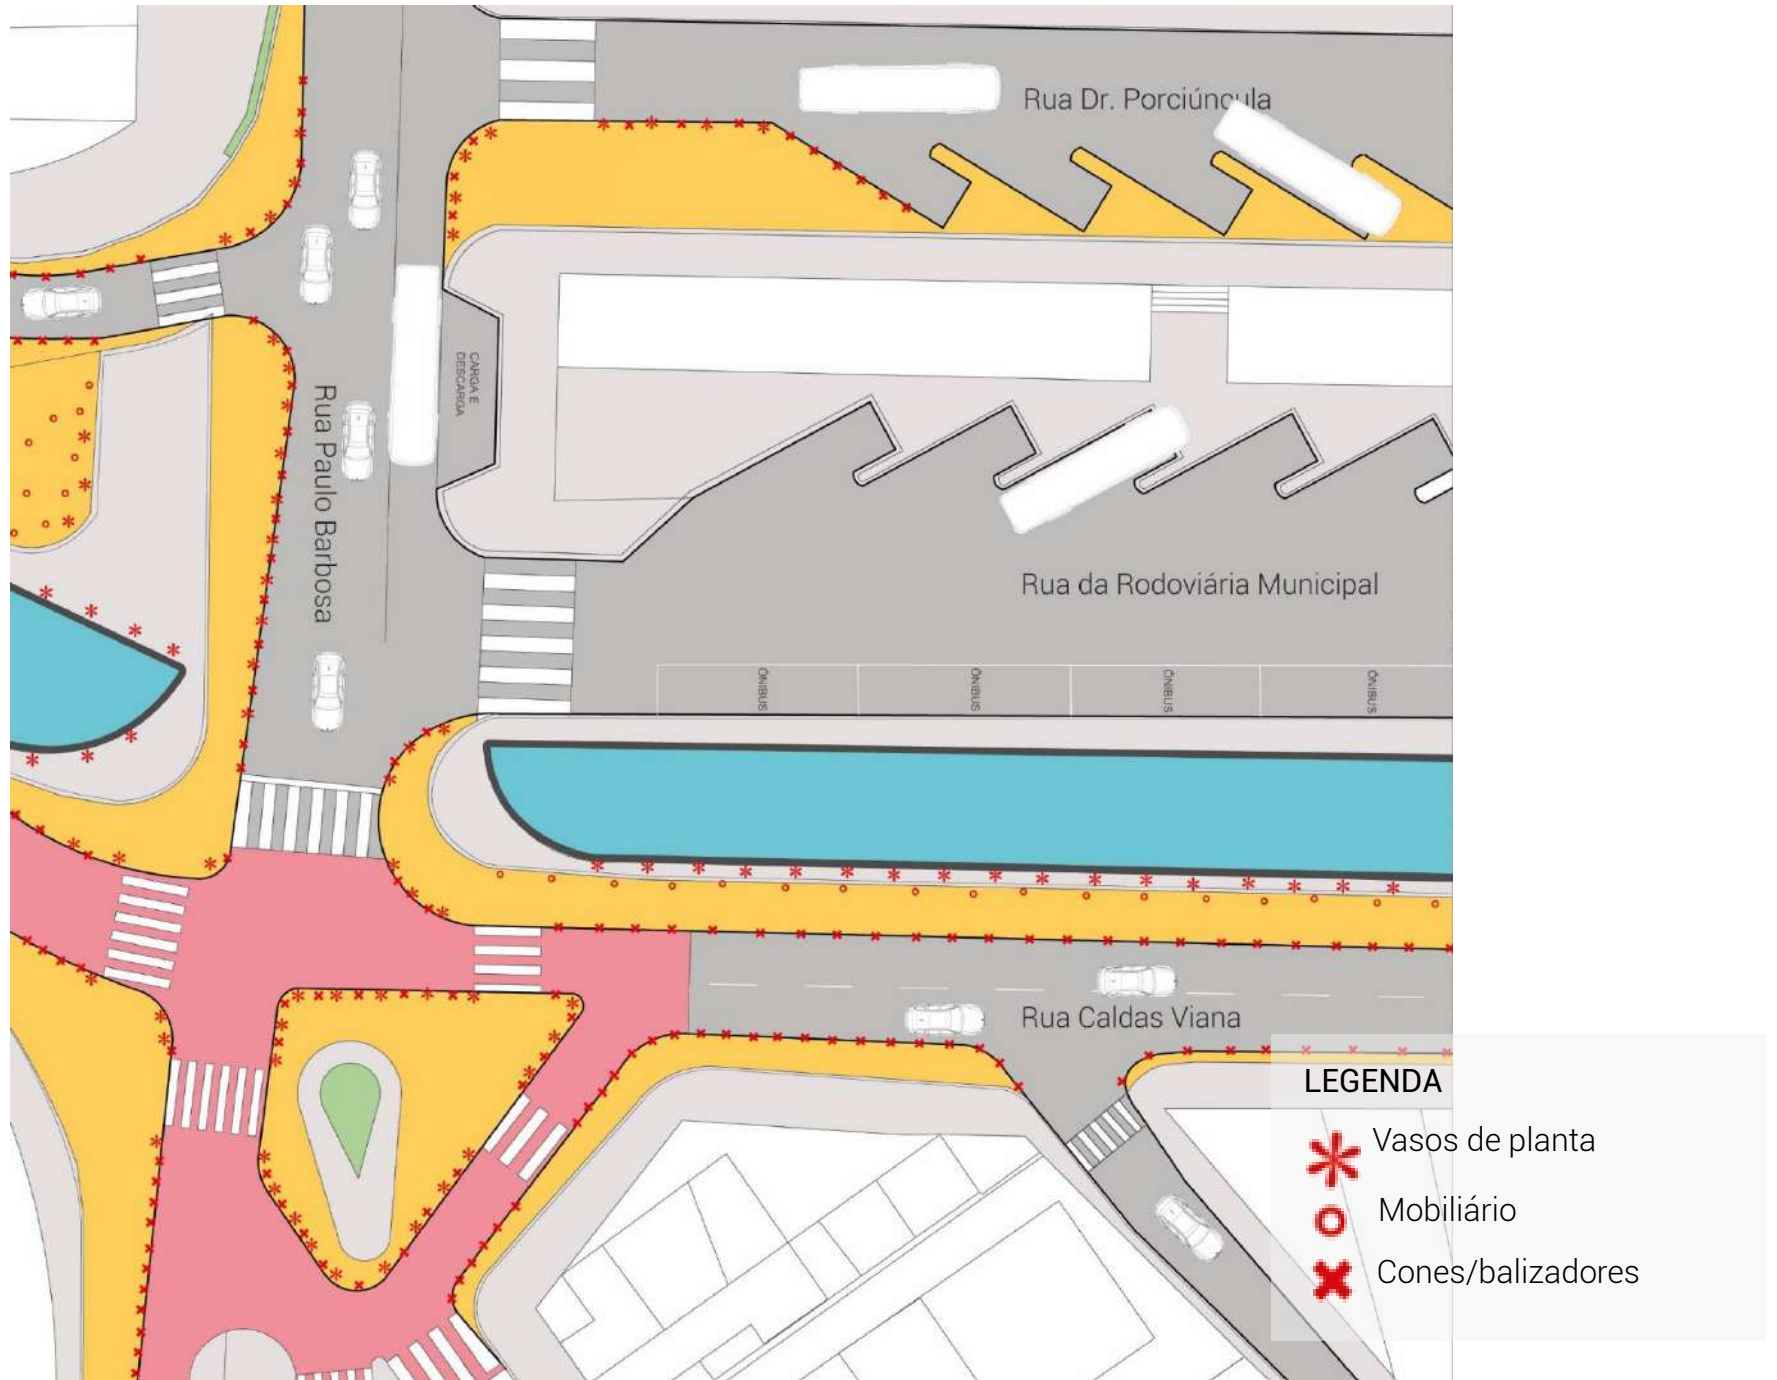 Rua Dr. Porciúncula
CARGA E
DESCARGA
Rua Paulo Barbosa
Rua da Rodoviária Municipal
ÔNIBUS
ÔNIBUS
ÔNIBUS
ÔNIBUS
Rua Caldas Viana
LEGENDA
Vasos de planta
Mobiliário
Cones/balizadores